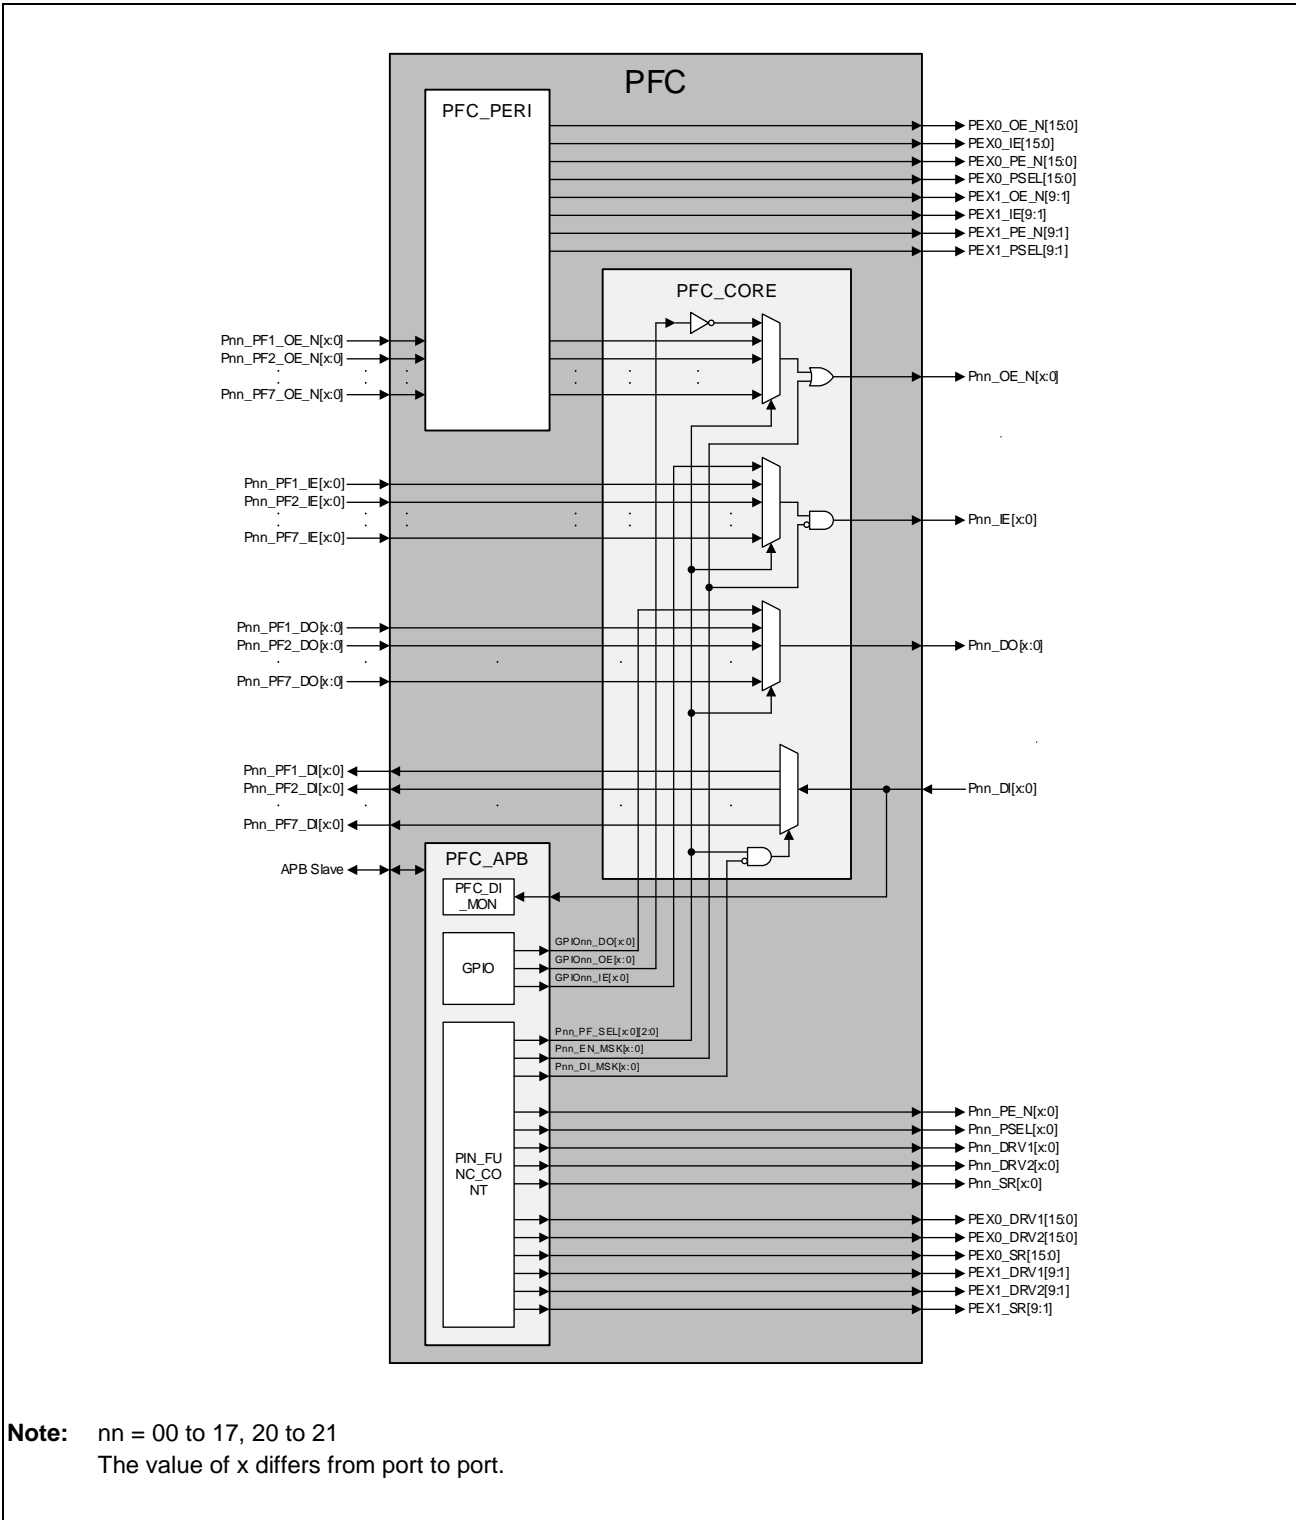 PFC
PFC_PERI
PEX0_OE_N[15:0]
PEX0_IE[15:0]
PEX0_PE_N[15:0]
PEX0_PSEL[15:0]
PEX1_OE_N[9:1]
PEX1_IE[9:1]
PEX1_PE_N[9:1]
PEX1_PSEL[9:1]
PFC_CORE
Pnn_PF1_OE_N[x:0]
Pnn_PF2_OE_N[x:0]
Pnn_PF7_OE_N[x:0]
Pnn_OE_N[x:0]
Pnn_PF1_IE[x:0]
Pnn_PF2_IE[x:0]
Pnn_PF7_IE[x:0]
Pnn_IE[x:0]
Pnn_PF1_DO[x:0]
Pnn_PF2_DO[x:0]
Pnn_PF7_DO[x:0]
Pnn_DO[x:0]
Pnn_PF1_DI[x:0]
Pnn_PF2_DI[x:0]
Pnn_PF7_DI[x:0]
Pnn_DI[x:0]
APB Slave
PFC_APB
PFC_DI
_MON
GPIO
GPIOnn_DO[x:0]
GPIOnn_OE[x:0]
GPIOnn_IE[x:0]
Pnn_PF_SEL[x:0][2:0]
Pnn_EN_MSK[x:0]
Pnn_DI_MSK[x:0]
PIN_FU
NC_CO
NT
Pnn_PE_N[x:0]
Pnn_PSEL[x:0]
Pnn_DRV1[x:0]
Pnn_DRV2[x:0]
Pnn_SR[x:0]
PEX0_DRV1[15:0]
PEX0_DRV2[15:0]
PEX0_SR[15:0]
PEX1_DRV1[9:1]
PEX1_DRV2[9:1]
PEX1_SR[9:1]
Note: nn = 00 to 17, 20 to 21
The value of x differs from port to port.